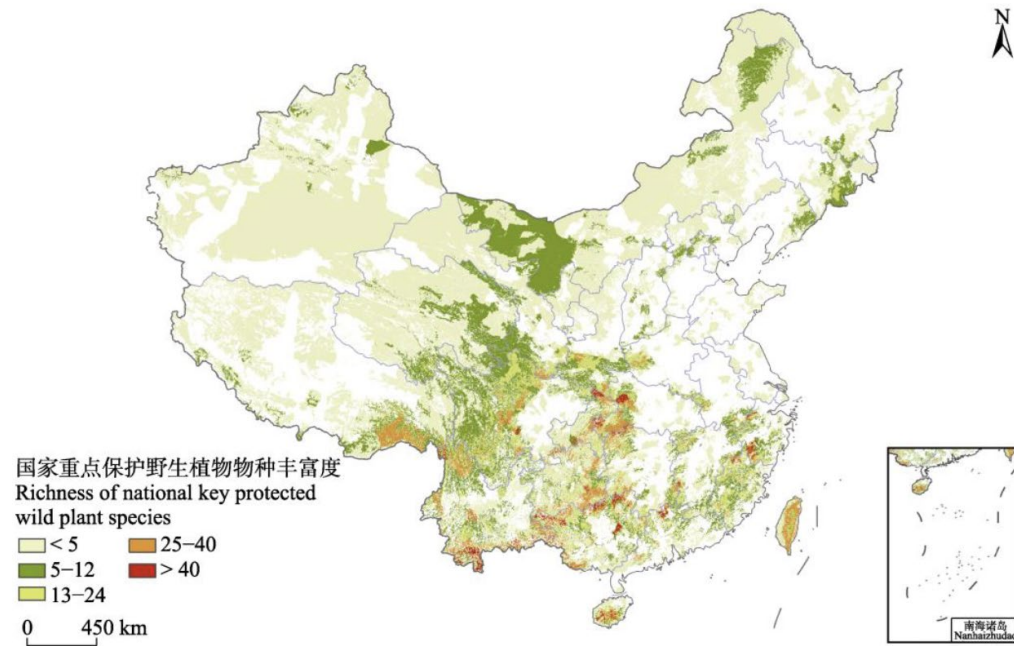 N
国家重点保护野生植物物种丰富度
Richness of national key protected
wild plant species
< 5
25−40
5−12
> 40
13−24
0 450 km
南海诸岛
Nanhaizhudao